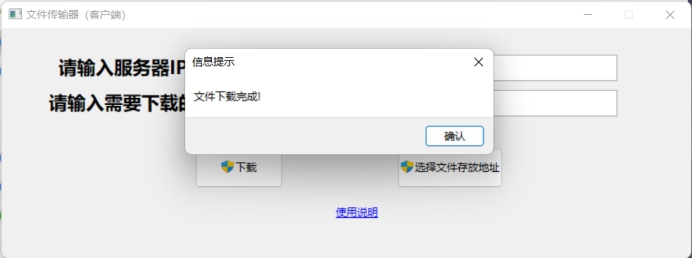 文件传输器（客户端）
请输入服务器IP
信息提示
请输入需要下载的
文件下载完成!
确认
下载
选择文件存放地址
使用说明